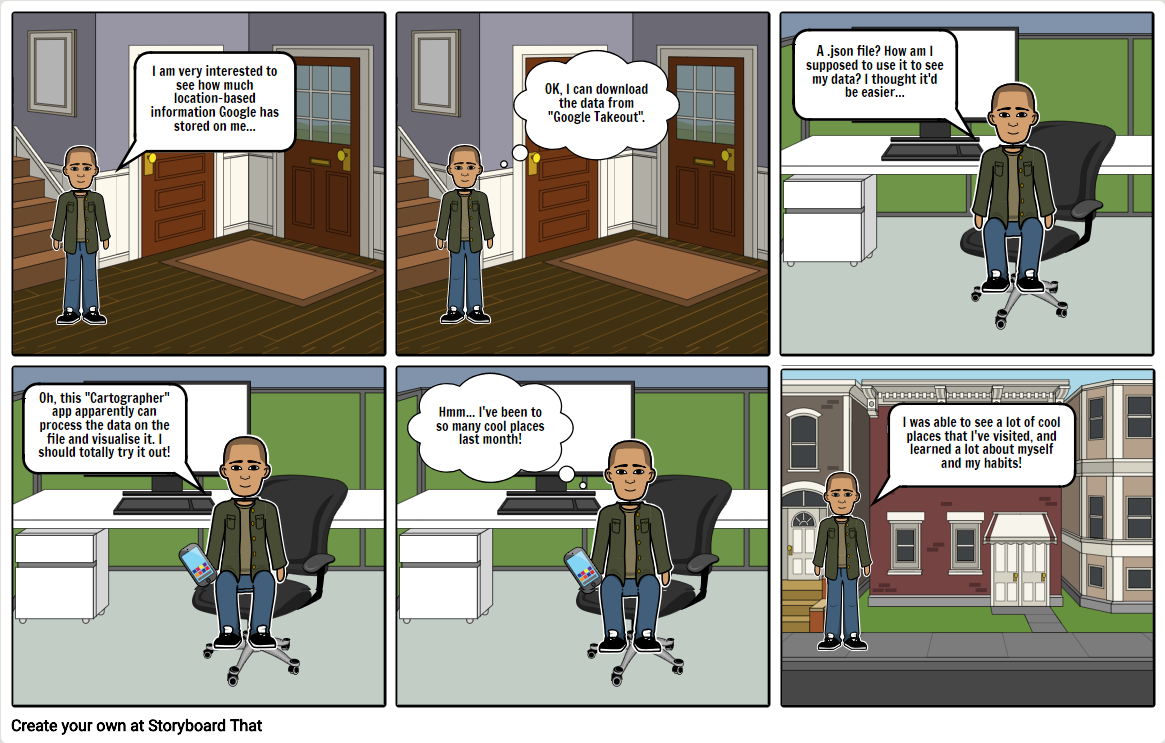 I am very interested to
see how much
location-based
information Google has
stored on me...
OK, I can download
the data from
"Google Takeout".
A .json file? How am I
supposed to use it to see
my data? I thought it'd
be easier...
Oh, this "Cartographer"
app apparently can
process the data on the
file and visualise it. I
should totally try it out!
Hmm... I've been to
so many cool places
last month!
I was able to see a lot of cool
places that I've visited, and
learned a lot about myself
and my habits!
Create your own at Storyboard That